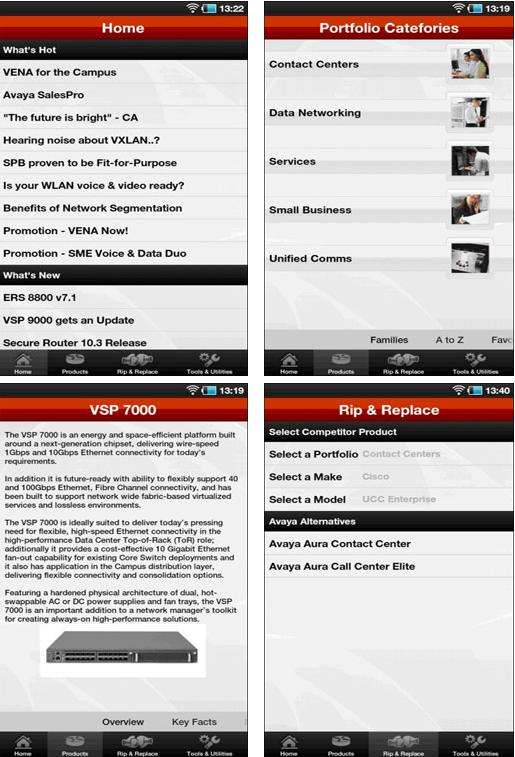 13:22
Home
What's Hot
VENA for the Campus
Avaya SalesPro
"The future is bright" - CA
Hearing noise about VXLAN..?
SPB proven to be Fit-for-Purpose
Is your WLAN voice & video ready?
Benefits of Network Segmentation
Promotion - VENA Now!
Promotion - SME Voice & Data Duo
What's New
ERS 8800 v7.1
VSP 9000 gets an Update
Secure Router 10.3 Release
Home Products Rip & Replace Tools & Utilities
13:19
Portfolio Catefories
Contact Centers
Data Networking
Services
Small Business
Unified Comms
Families A to Z Favo
Home Products Rip & Replace Tools & Utilities
13:19
VSP 7000
The VSP 7000 is an energy and space-efficient platform built
around a next-generation chipset, delivering wire-speed
1Gbps and 10Gbps Ethernet connectivity for today's
requirements.
In addition it is future-ready with ability to flexibly support 40
and 100Gbps Ethernet, Fibre Channel connectivity, and has
been built to support network wide fabric-based virtualized
services and lossless environments.
The VSP 7000 is ideally suited to deliver today's pressing
need for flexible, high-speed Ethernet connectivity in the
high-performance Data Center Top-of-Rack (ToR) role;
additionally it provides a cost-effective 10 Gigabit Ethernet
fan-out capability for existing Core Switch deployments and
it also has application in the Campus distribution layer,
delivering flexible connectivity and consolidation options.
Featuring a hardened physical architecture of dual, hot-
swappable AC or DC power supplies and fan trays, the VSP
7000 is an important addition to a network manager's toolkit
for creating always-on high-performance solutions.
Overview Key Facts
Home Products Rip & Replace Tools & Utilities
13:40
Rip & Replace
Select Competitor Product
Select a Portfolio Contact Centers
Select a Make Cisco
Select a Model UCC Enterprise
Avaya Alternatives
Avaya Aura Contact Center
Avaya Aura Call Center Elite
Home Products Rip & Replace Tools & Utilities